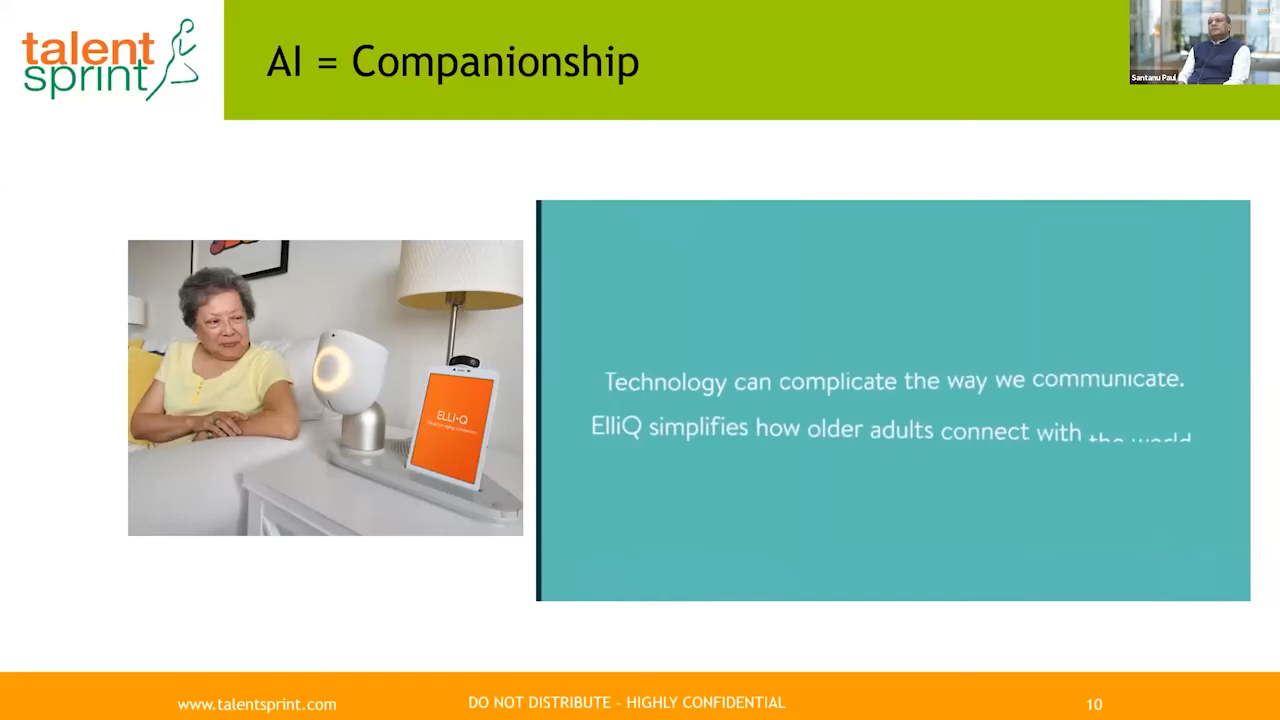 talent
sprint
AI = Companionship
Santanu Paul
ELLI•Q
Technology can complicate the way we communicate.
ElliQ simplifies how older adults connect with the world
www.talentsprint.com
DO NOT DISTRIBUTE – HIGHLY CONFIDENTIAL
10